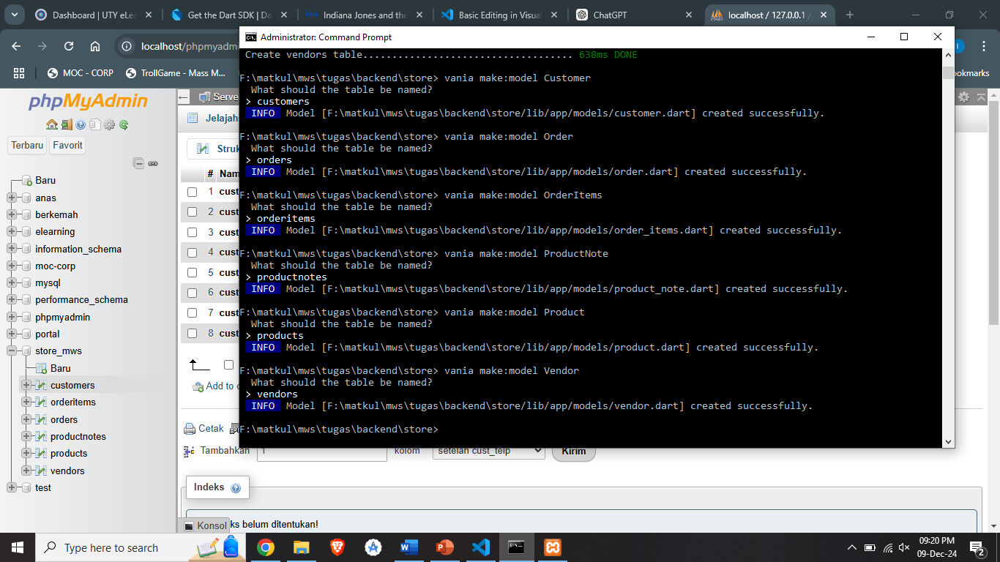 Dashboard | UTY eLea
Get the Dart SDK | Da
Indiana Jones and the
Basic Editing in Visual
ChatGPT
localhost / 127.0.0.1 /
localhost/phpmyadmi
ookmarks
MOC - CORP
TrollGame - Mass M...
Administrator: Command Prompt
Create vendors table.................................... 638ms DONE
F:\matkul\mws\tugas\backend\store> vania make:model Customer
What should the table be named?
> customers
INFO Model [F:\matkul\mws\tugas\backend\store/lib/app/models/customer.dart] created successfully.
F:\matkul\mws\tugas\backend\store> vania make:model Order
What should the table be named?
> orders
INFO Model [F:\matkul\mws\tugas\backend\store/lib/app/models/order.dart] created successfully.
F:\matkul\mws\tugas\backend\store> vania make:model OrderItems
What should the table be named?
> orderitems
INFO Model [F:\matkul\mws\tugas\backend\store/lib/app/models/order_items.dart] created successfully.
F:\matkul\mws\tugas\backend\store> vania make:model ProductNote
What should the table be named?
> productnotes
INFO Model [F:\matkul\mws\tugas\backend\store/lib/app/models/product_note.dart] created successfully.
F:\matkul\mws\tugas\backend\store> vania make:model Product
What should the table be named?
> products
INFO Model [F:\matkul\mws\tugas\backend\store/lib/app/models/product.dart] created successfully.
F:\matkul\mws\tugas\backend\store> vania make:model Vendor
What should the table be named?
> vendors
INFO Model [F:\matkul\mws\tugas\backend\store/lib/app/models/vendor.dart] created successfully.
F:\matkul\mws\tugas\backend\store>
phpMyAdmin
Terbaru Favorit
Baru
anas
berkemah
elearning
information_schema
moc-corp
mysql
performance_schema
phpmyadmin
portal
store_mws
Baru
customers
orderitems
orders
productnotes
products
vendors
test
Serve
Jelajah
Struk
# Nam
1 cust
2 cust
3 cust
4 cust
5 cust
6 cust
7 cust
8 cust
Add to c
Cetak
Tambahkan 1 kolom setelah cust_telp Kirim
Indeks
ks belum ditentukan!
Konsol
Type here to search
09:20 PM
09-Dec-24
2